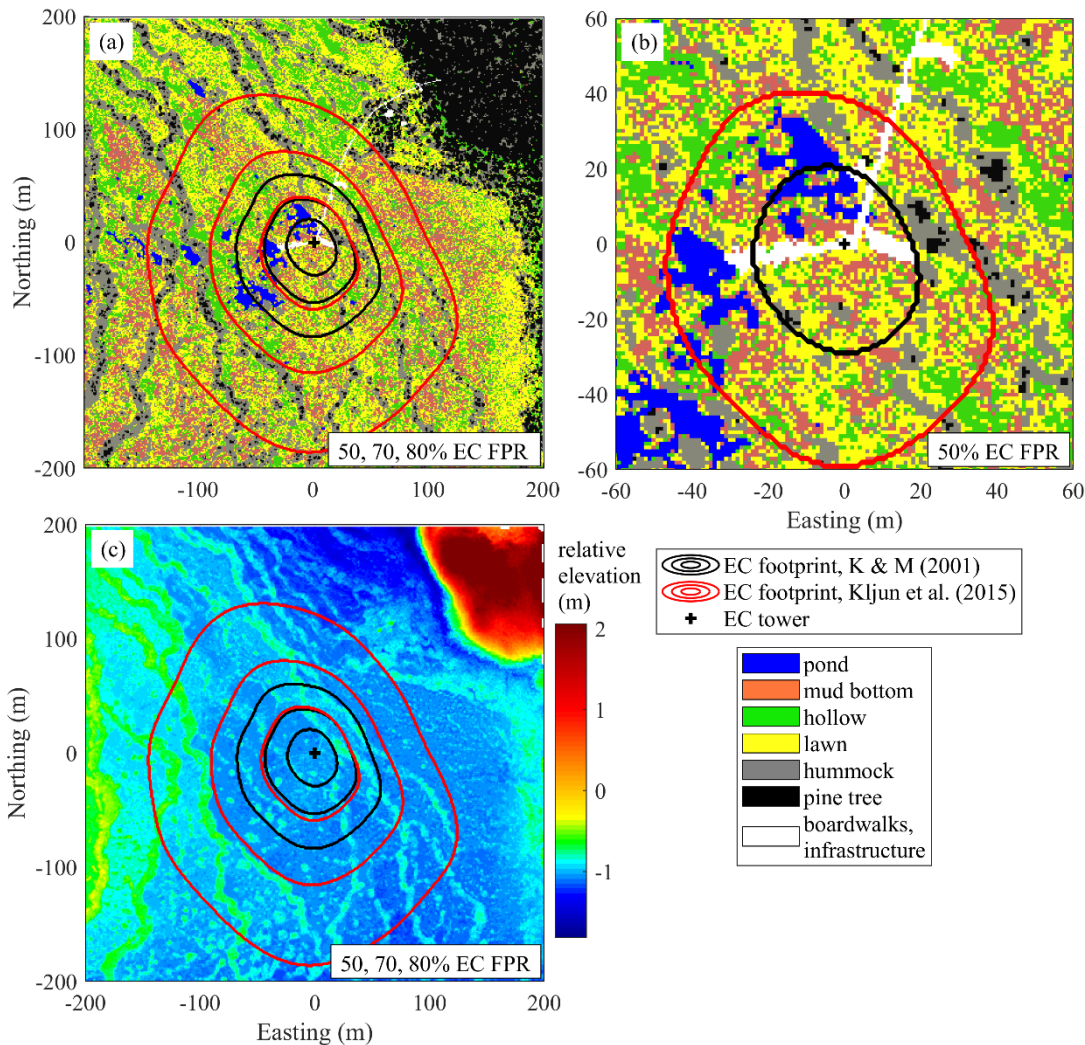 (a)
200
100
0
-100
-200
Northing (m)
-100
0
100
200
50, 70, 80% EC FPR
(b)
60
40
20
0
-20
-40
-60
-60
-40
-20
0
20
40
60
Easting (m)
50% EC FPR
(c)
200
100
0
-100
-200
Northing (m)
-200
-100
0
100
200
Easting (m)
50, 70, 80% EC FPR
relative
elevation
(m)
2
1
0
-1
EC footprint, K & M (2001)
EC footprint, Kljun et al. (2015)
EC tower
pond
mud bottom
hollow
lawn
hummock
pine tree
boardwalks,
infrastructure